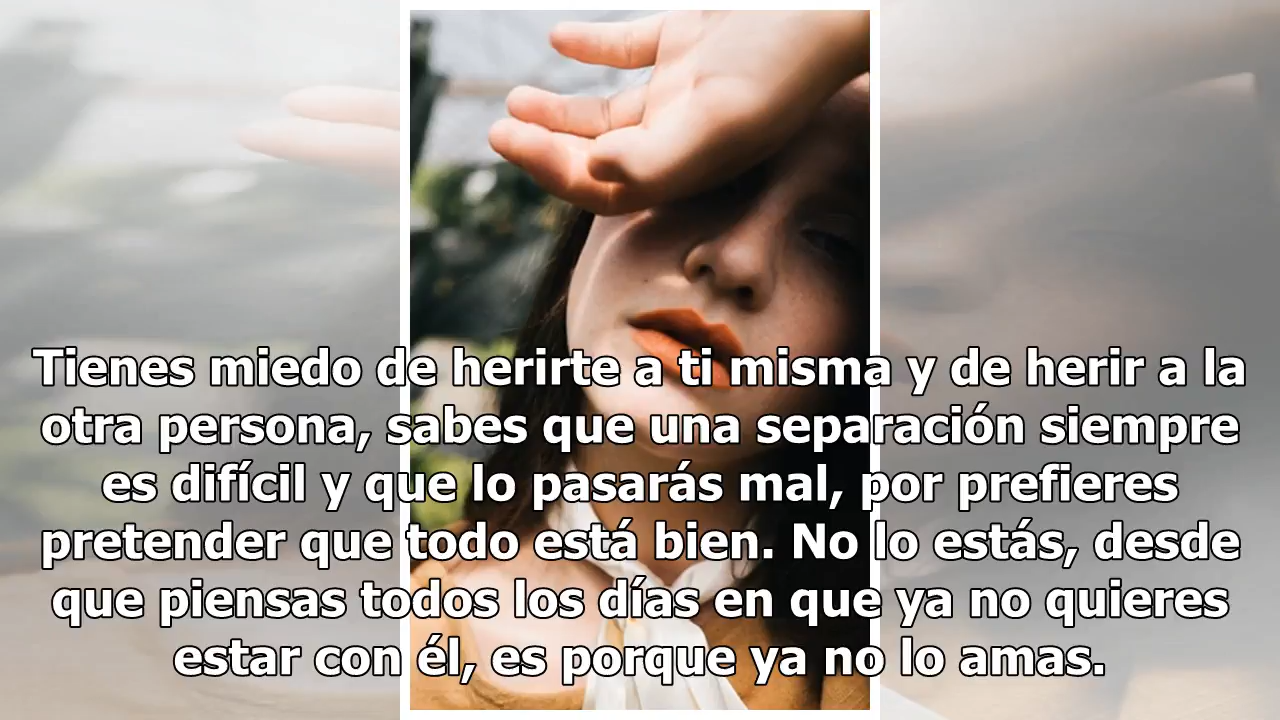 Tienes miedo de herirte a ti misma y de herir a la
otra persona, sabes que una separación siempre
es difícil y que lo pasarás mal, por prefieres
pretender que todo está bien. No lo estás, desde
que piensas todos los días en que ya no quieres
estar con él, es porque ya no lo amas.